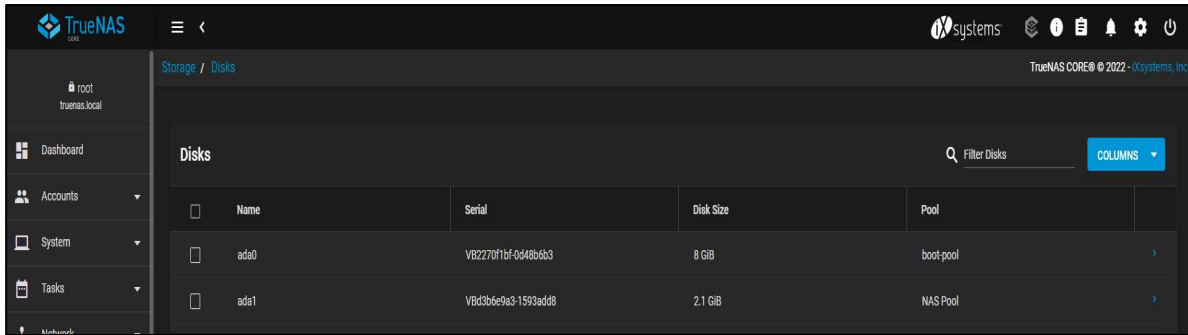 TrueNAS
CORE
iXsystems
Storage / Disks
TrueNAS CORE® © 2022 - iXsystems, Inc
root
truenas.local
Dashboard
Disks
Filter Disks
COLUMNS
Accounts
Name Serial Disk Size Pool
System
ada0 VB2270f1bf-0d48b6b3 8 GiB boot-pool
Tasks
ada1 VBd3b6e9a3-1593add8 2.1 GiB NAS Pool
Network